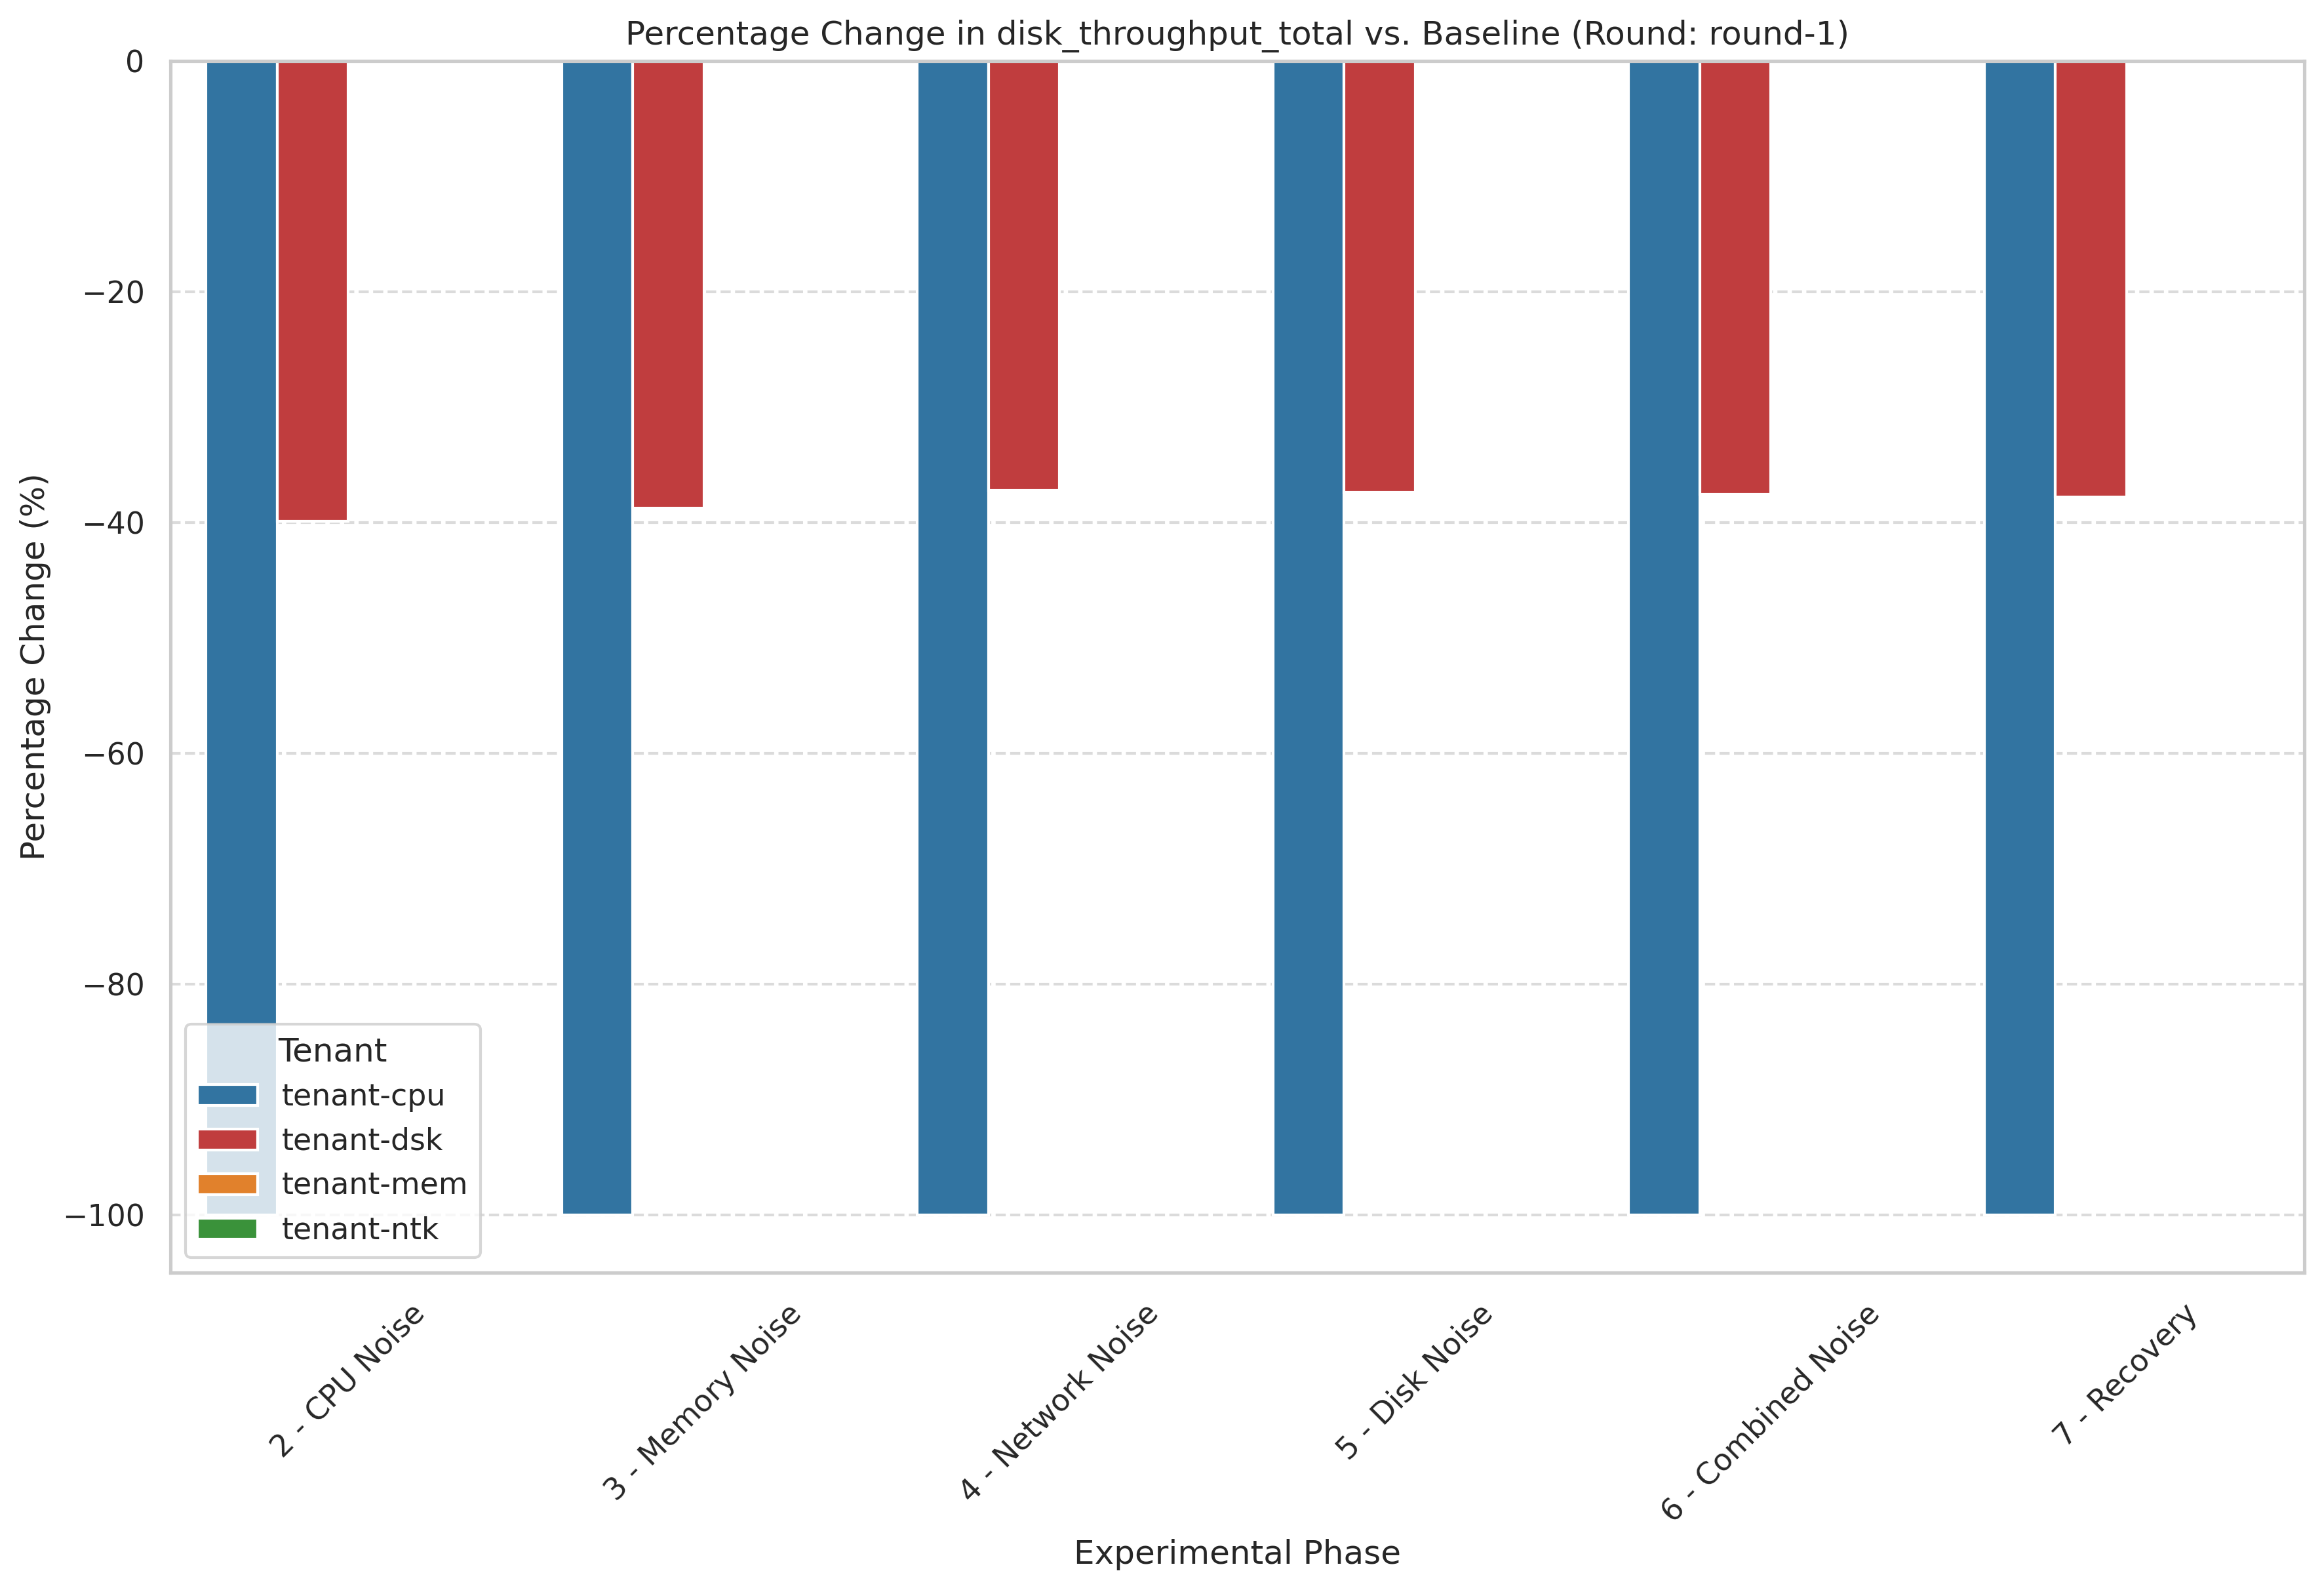 Percentage Change in disk_throughput_total vs. Baseline (Round: round-1)
Percentage Change (%)
0
−20
−40
−60
−80
−100
Tenant
tenant-cpu
tenant-dsk
tenant-mem
tenant-ntk
2 - CPU Noise
3 - Memory Noise
4 - Network Noise
5 - Disk Noise
6 - Combined Noise
7 - Recovery
Experimental Phase